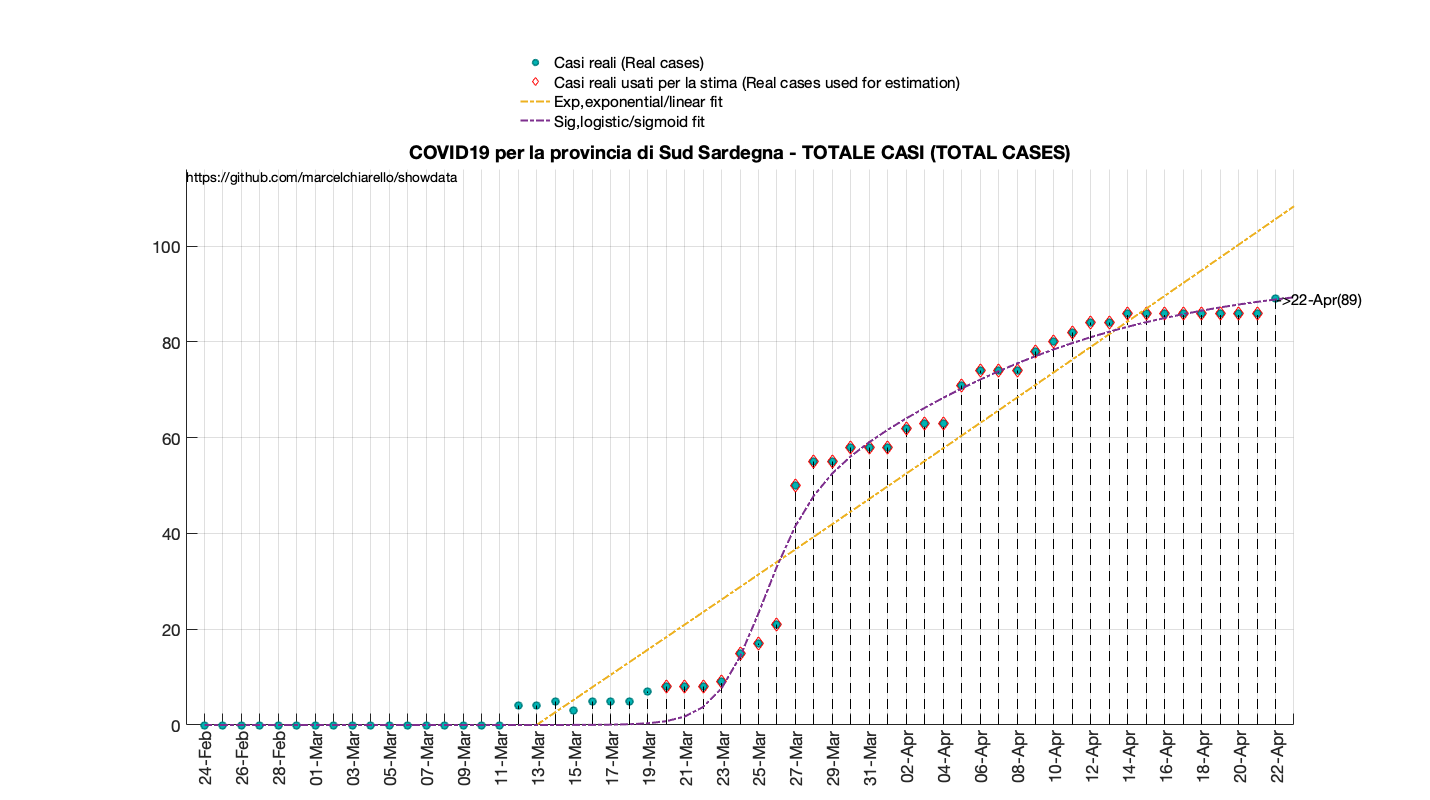 Casi reali (Real cases)
Casi reali usati per la stima (Real cases used for estimation)
Exp,exponential/linear fit
Sig,logistic/sigmoid fit
COVID19 per la provincia di Sud Sardegna - TOTALE CASI (TOTAL CASES)
https://github.com/marcelchiarello/showdata
100
80
60
40
20
0
->22-Apr(89)
24-Feb
26-Feb
28-Feb
01-Mar
03-Mar
05-Mar
07-Mar
09-Mar
11-Mar
13-Mar
15-Mar
17-Mar
19-Mar
21-Mar
23-Mar
25-Mar
27-Mar
29-Mar
31-Mar
02-Apr
04-Apr
06-Apr
08-Apr
10-Apr
12-Apr
14-Apr
16-Apr
18-Apr
20-Apr
22-Apr